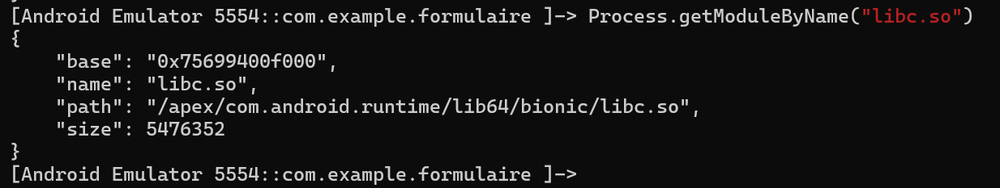 [Android Emulator 5554::com.example.formulaire ]-> Process.getModuleByName("libc.so")
{
    "base": "0x75699400f000",
    "name": "libc.so",
    "path": "/apex/com.android.runtime/lib64/bionic/libc.so",
    "size": 5476352
}
[Android Emulator 5554::com.example.formulaire ]->